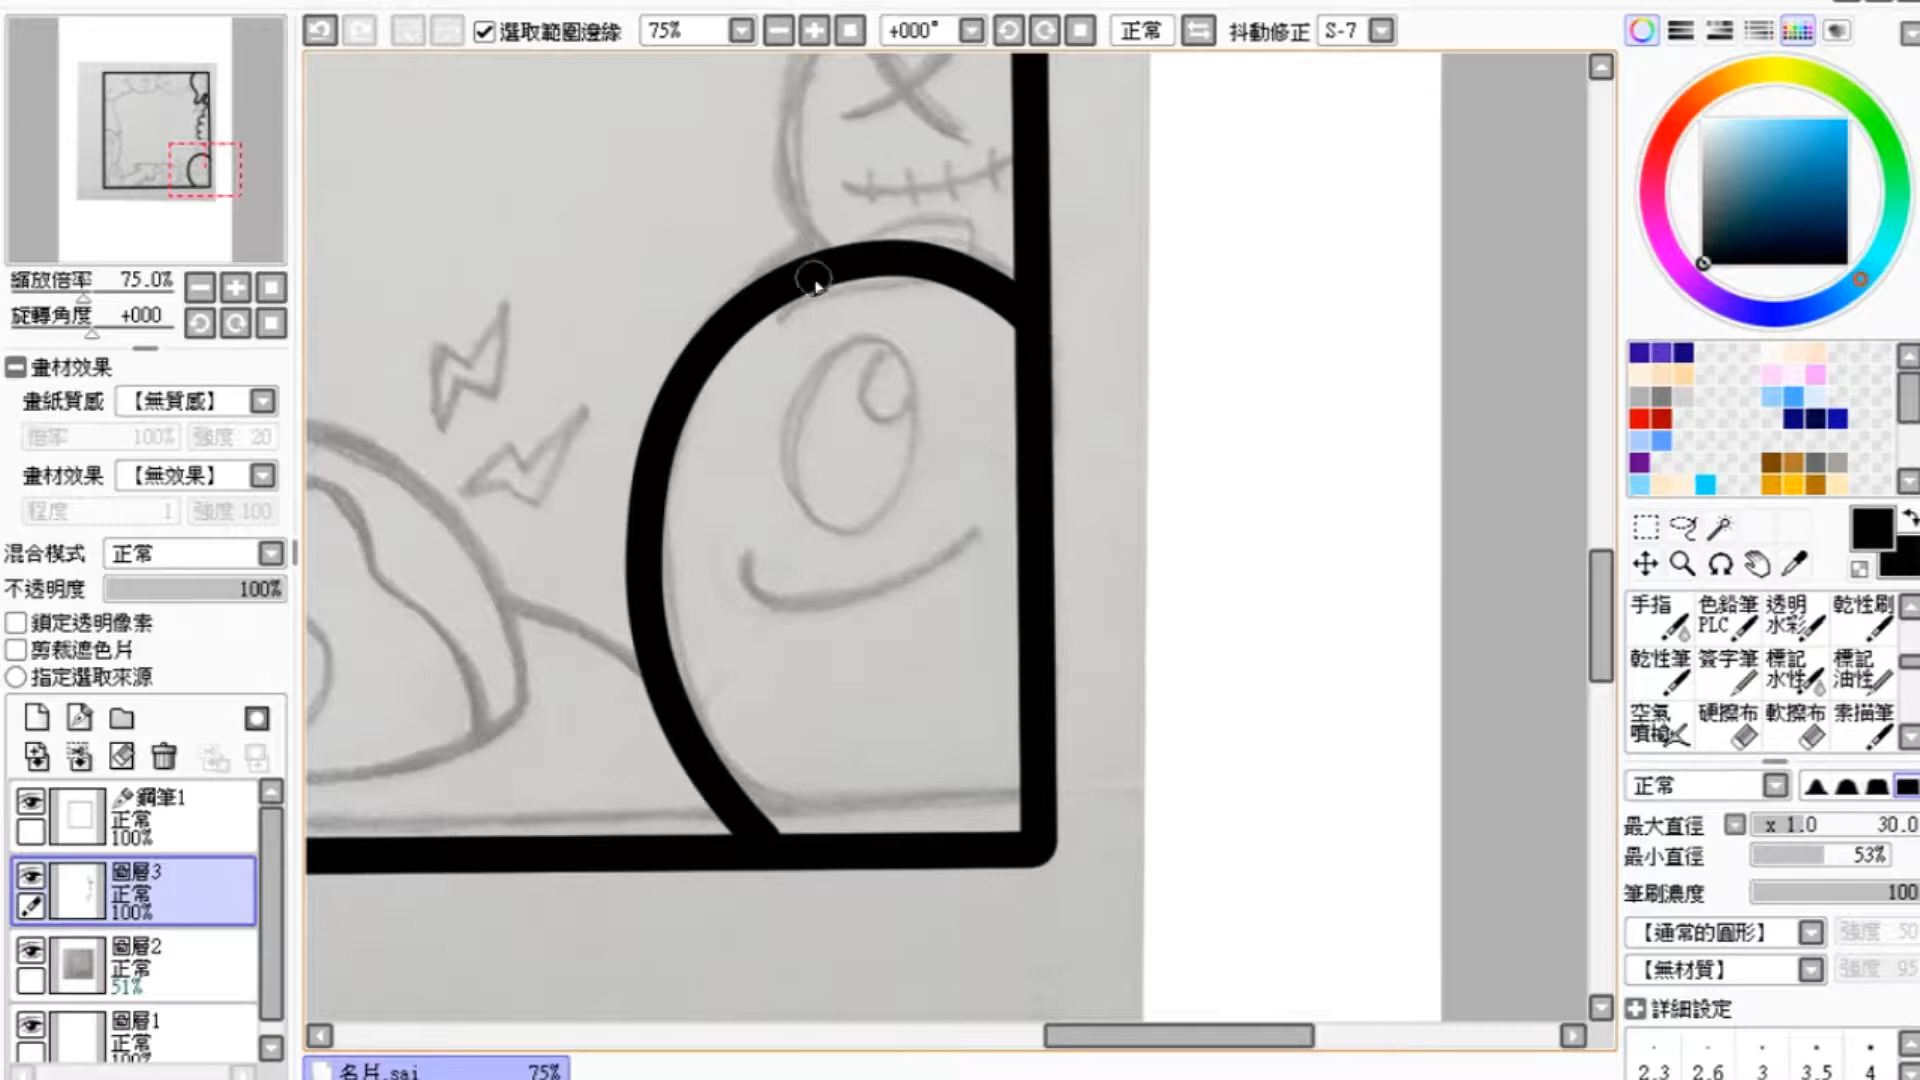 選取範圍邊緣 75% +000° 正常 抖動修正 S-7
縮放倍率 75.0%
旋轉角度 +000
畫材效果
畫紙質感 【無質感】
倍率 100% 強度 20
畫材效果 【無效果】
程度 1 強度 100
混合模式 正常
不透明度 100%
鎖定透明像素
剪裁遮色片
指定選取來源
鋼筆1
正常
100%
圖層3
正常
100%
圖層2
正常
51%
圖層1
正常
100%
名片.sai 75%
手指 色鉛筆 透明 乾性刷
PLC 水彩
乾性筆 簽字筆 標記 標記
水性 油性
空氣 硬擦布 軟擦布 素描筆
噴槍
正常
最大直徑 x 1.0 30.0
最小直徑 53%
筆刷濃度 100
【通常的圓形】 強度 50
【無材質】 強度 95
詳細設定
2.3 2.6 3 3.5 4